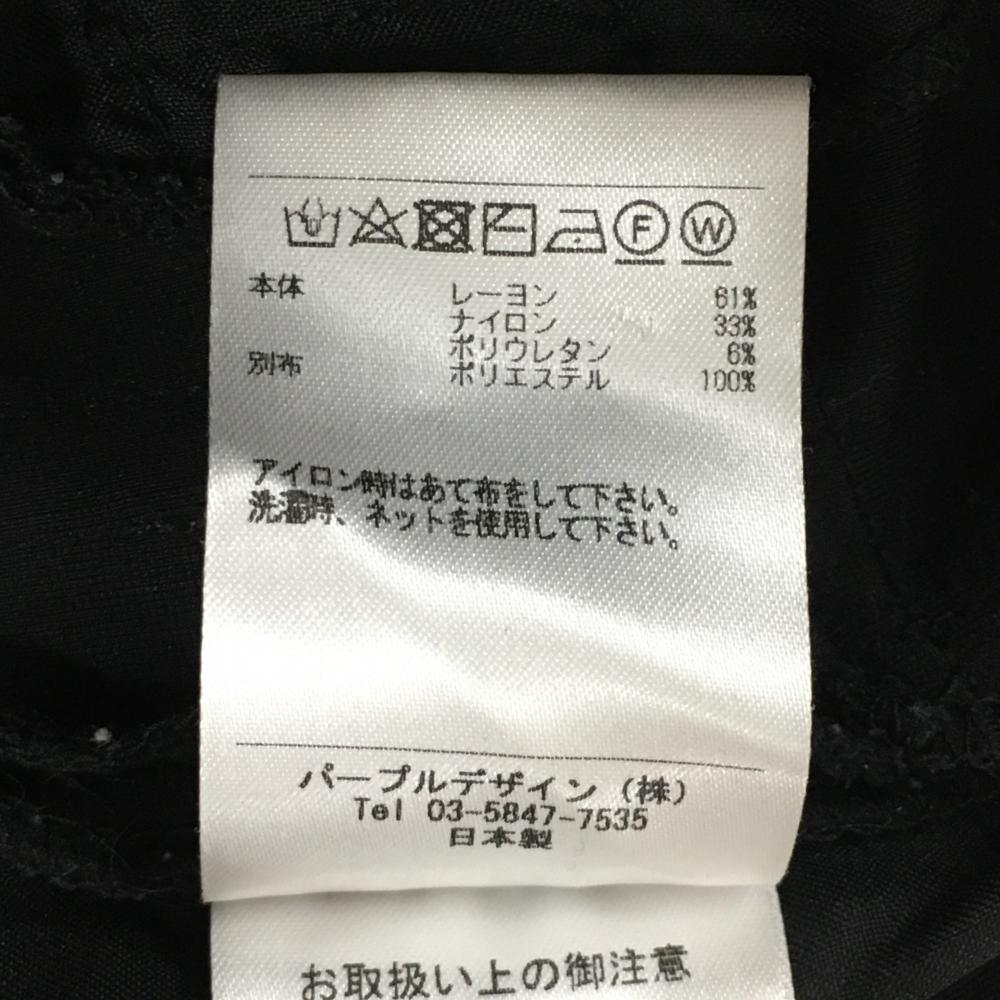 F W
本体 レーヨン 61%
ナイロン 33%
ポリウレタン 6%
別布 ポリエステル 100%
アイロン時はあて布をして下さい。
洗濯時、ネットを使用して下さい。
パープルデザイン（株）
Tel 03-5847-7535
日本製
お取扱い上の御注意